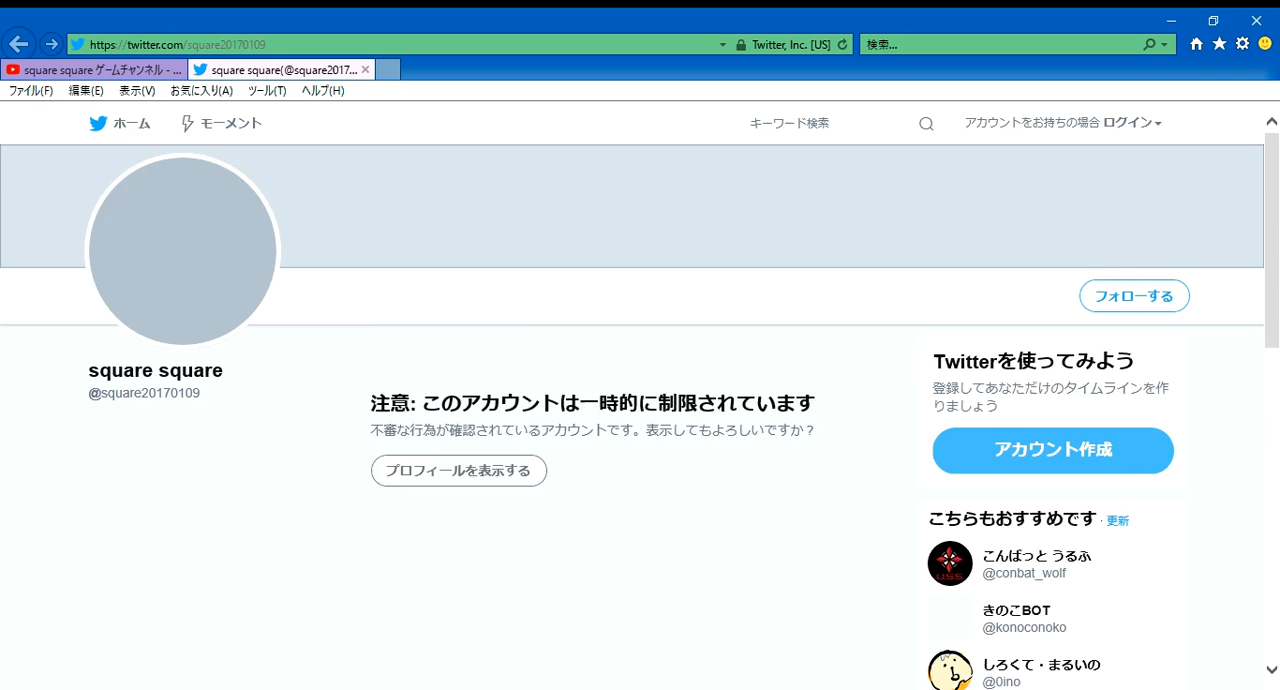 https://twitter.com/square20170109
Twitter, Inc. [US]
検索...
square square ゲームチャンネル - ...
square square(@square2017...
ファイル(F) 編集(E) 表示(V) お気に入り(A) ツール(T) ヘルプ(H)
ホーム モーメント
キーワード検索
アカウントをお持ちの場合 ログイン
フォローする
square square
@square20170109
注意: このアカウントは一時的に制限されています
不審な行為が確認されているアカウントです。表示してもよろしいですか？
プロフィールを表示する
Twitterを使ってみよう
登録してあなただけのタイムラインを作
りましょう
アカウント作成
こちらもおすすめです · 更新
U.S.S
こんばっと うるふ
@conbat_wolf
きのこBOT
@konoconoko
しろくて・まるいの
@0ino